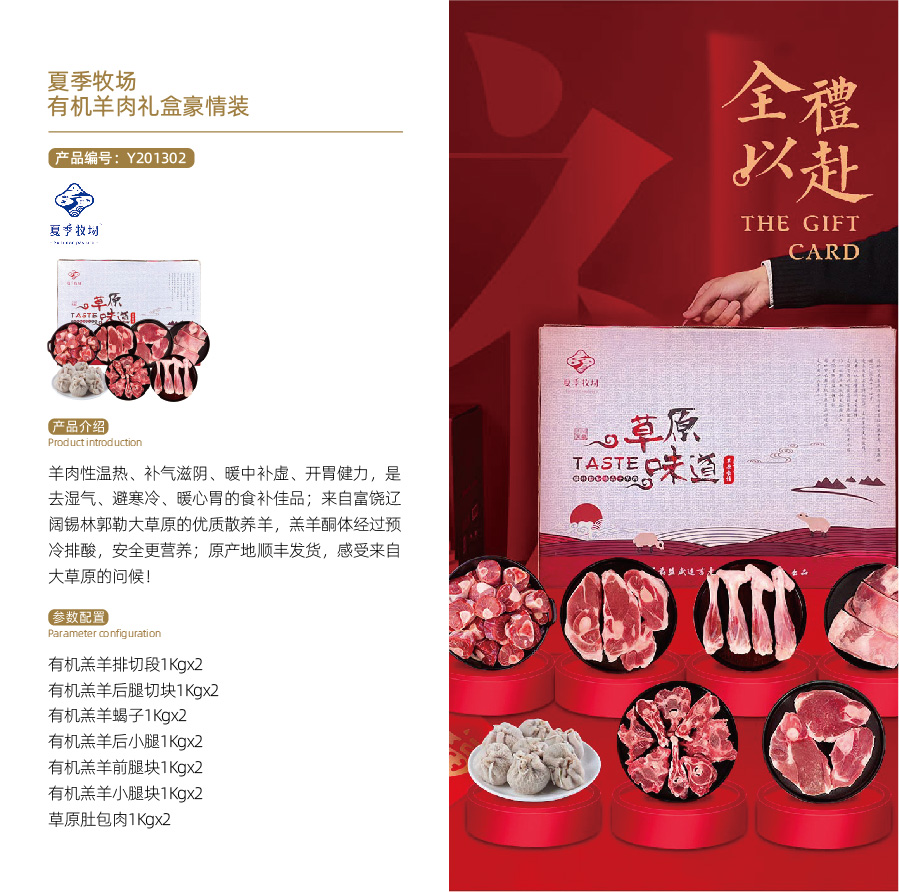 夏季牧场
有机羊肉礼盒豪情装
产品编号：Y201302
夏季牧场
草原
TASTE 味道
产品介绍
Product introduction
羊肉性温热、补气滋阴、暖中补虚、开胃健力，是
去湿气、避寒冷、暖心胃的食补佳品；来自富饶辽
阔锡林郭勒大草原的优质散养羊，羔羊酮体经过预
冷排酸，安全更营养；原产地顺丰发货，感受来自
大草原的问候！
参数配置
Parameter configuration
有机羔羊排切段1Kgx2
有机羔羊后腿切块1Kgx2
有机羔羊蝎子1Kgx2
有机羔羊后小腿1Kgx2
有机羔羊前腿块1Kgx2
有机羔羊小腿块1Kgx2
草原肚包肉1Kgx2
全禮
以赴
THE GIFT
CARD
夏季牧场
草原
TASTE 味道